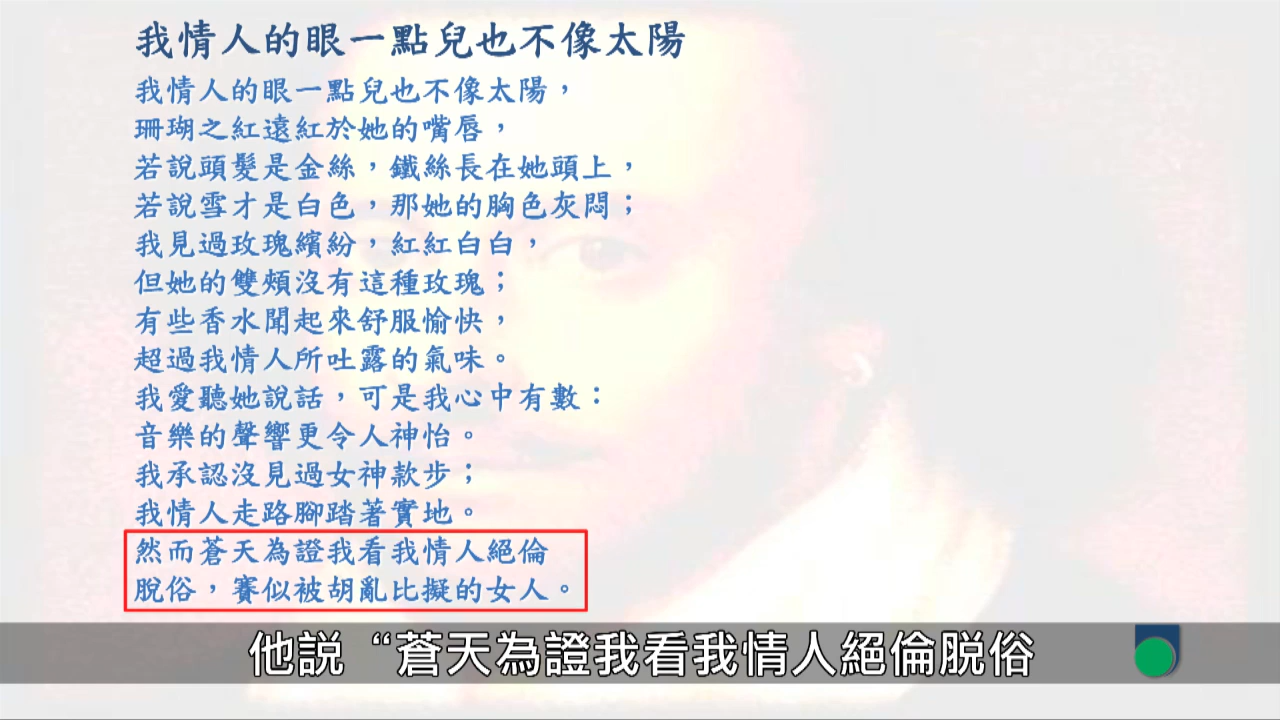 我情人的眼一點兒也不像太陽
我情人的眼一點兒也不像太陽，
珊瑚之紅遠紅於她的嘴唇，
若說頭髮是金絲，鐵絲長在她頭上，
若說雪才是白色，那她的胸色灰悶；
我見過玫瑰繽紛，紅紅白白，
但她的雙頰沒有這種玫瑰；
有些香水聞起來舒服愉快，
超過我情人所吐露的氣味。
我愛聽她說話，可是我心中有數：
音樂的聲響更令人神怡。
我承認沒見過女神款步；
我情人走路腳踏著實地。
然而蒼天為證我看我情人絕倫
脫俗，賽似被胡亂比擬的女人。
他説“蒼天為證我看我情人絕倫脱俗